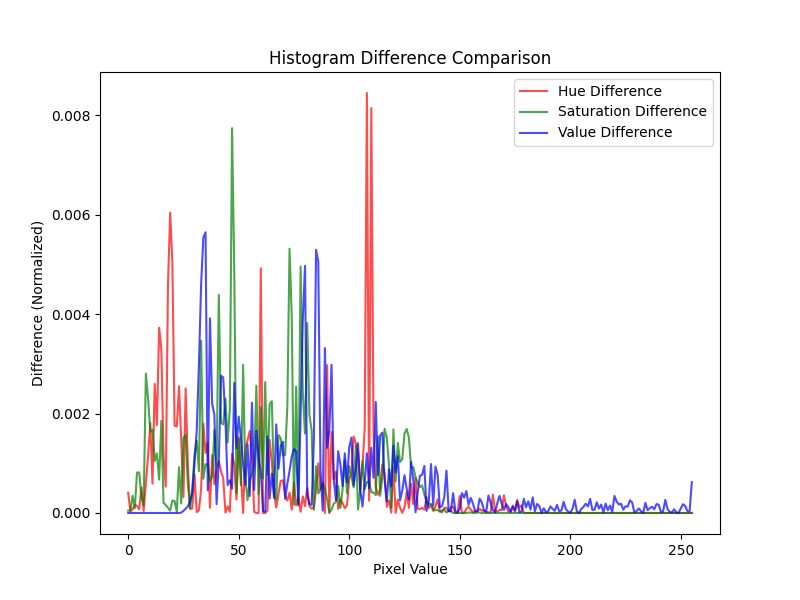 Histogram Difference Comparison
Hue Difference
Saturation Difference
Value Difference
0.008
0.006
0.004
0.002
0.000
Difference (Normalized)
0 50 100 150 200 250
Pixel Value